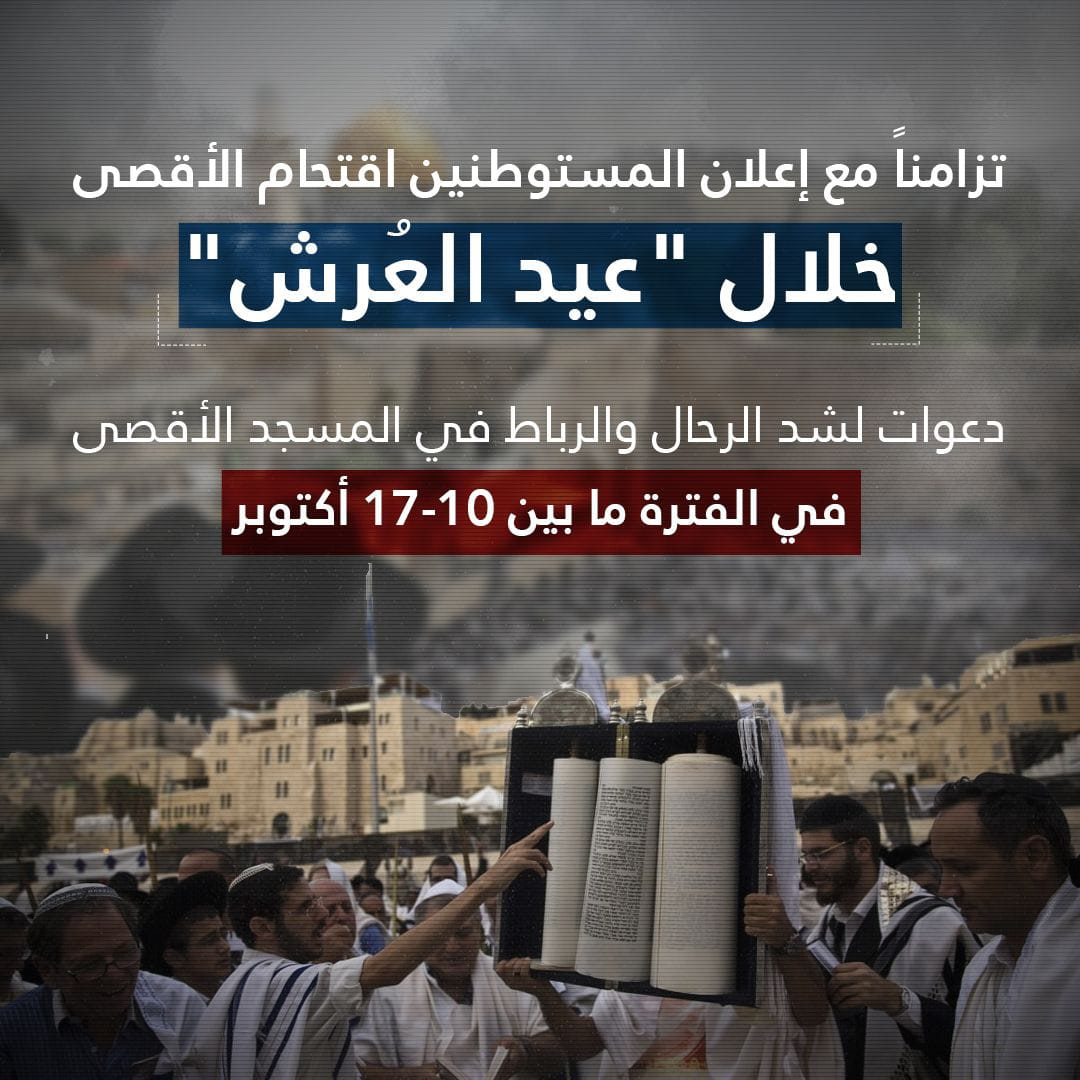 تزامناً مع إعلان المستوطنين اقتحام الأقصى
خلال "عيد العُرش"
دعوات لشد الرحال والرباط في المسجد الأقصى
في الفترة ما بين 10-17 أكتوبر